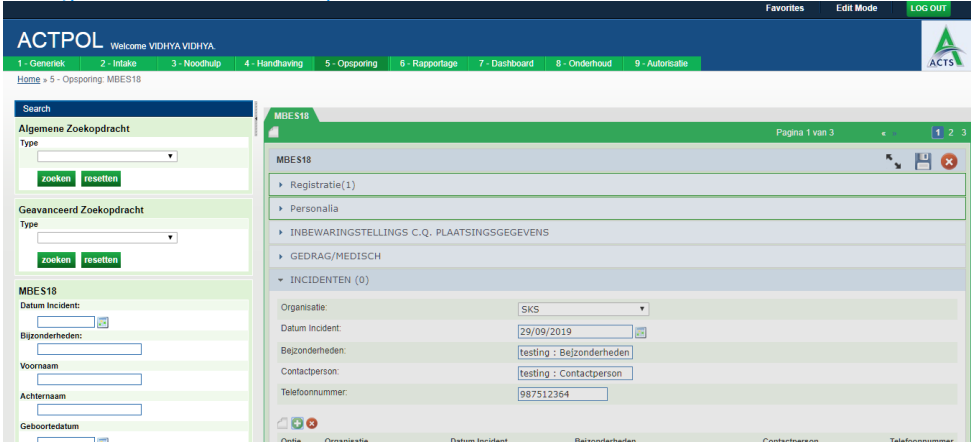 Favorites Edit Mode LOG OUT
ACTPOL Welcome VIDHYA VIDHYA.
ACTS
1 - Generiek 2 - Intake 3 - Noodhulp 4 - Handhaving 5 - Opsporing 6 - Rapportage 7 - Dashboard 8 - Onderhoud 9 - Autorisatie
Home » 5 - Opsporing: MBES18
Search
Algemene Zoekopdracht
Type
zoeken resetten
Geavanceerd Zoekopdracht
Type
zoeken resetten
MBES18
Datum Incident:
Bijzonderheden:
Voornaam
Achternaam
Geboortedatum
MBES18
Pagina 1 van 3 « 1 2 3
MBES18
Registratie(1)
Personalia
INBEWARINGSTELLINGS C.Q. PLAATSINGSGEGEVENS
GEDRAG/MEDISCH
INCIDENTEN (0)
Organisatie: SKS
Datum Incident: 29/09/2019
Bejzonderheden: testing : Bejzonderheden
Contactperson: testing : Contactperson
Telefoonnummer: 987512364
Optie Organisatie Datum Incident Bejzonderheden Contactperson Telefoonnummer